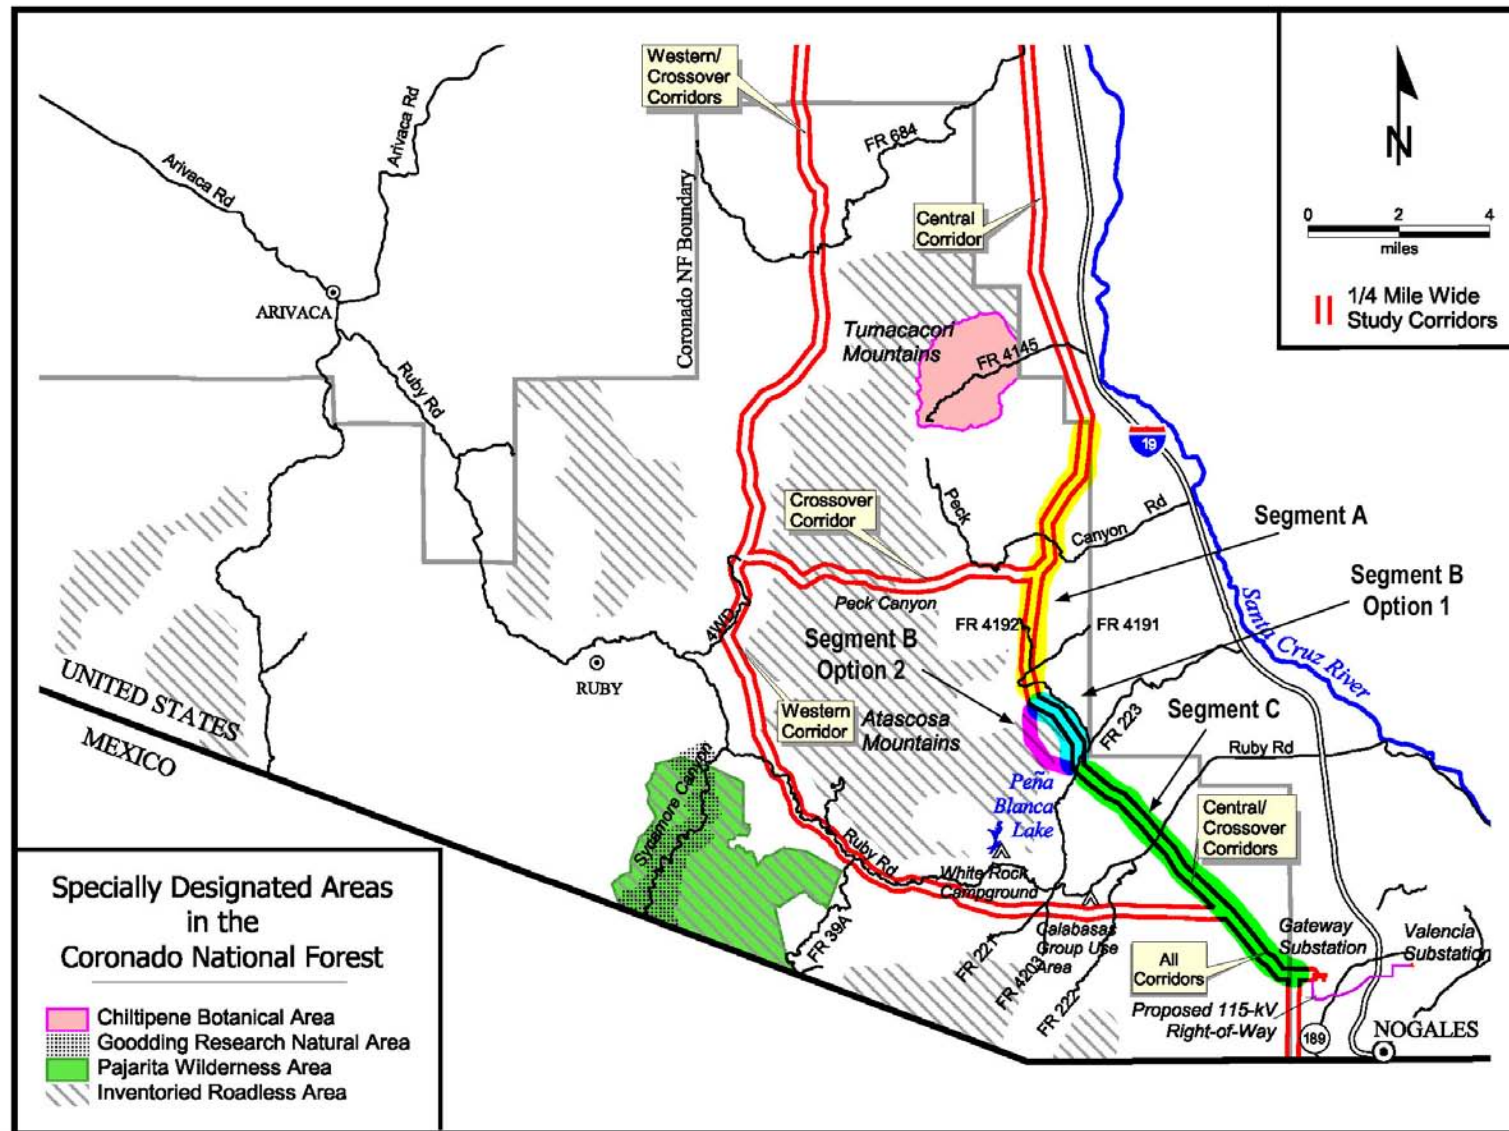 Western/
Crossover
Corridors
N
0 2 4
miles
1/4 Mile Wide
Study Corridors
Arivaca Rd
Arivaca Rd
FR 684
Coronado NF Boundary
Central
Corridor
ARIVACA
Tumacacori
Mountains
FR 4145
Ruby Rd
19
Crossover
Corridor
Peck
Canyon
Rd
Segment A
Segment B
Option 1
Peck Canyon
FR 4192
FR 4191
Santa Cruz River
4WD
Segment B
Option 2
RUBY
UNITED STATES
MEXICO
Western
Corridor
Atascosa
Mountains
Segment C
FR 223
Ruby Rd
Sycamore Canyon
Peña
Blanca
Lake
Central/
Crossover
Corridors
Ruby Rd
White Rock
Campground
FR 39A
FR 221
Calabasas
Group Use
Area
FR 4203
FR 222
All
Corridors
Gateway
Substation
Valencia
Substation
Proposed 115-kV
Right-of-Way
189
NOGALES
Specially Designated Areas
in the
Coronado National Forest
Chiltipene Botanical Area
Goodding Research Natural Area
Pajarita Wilderness Area
Inventoried Roadless Area